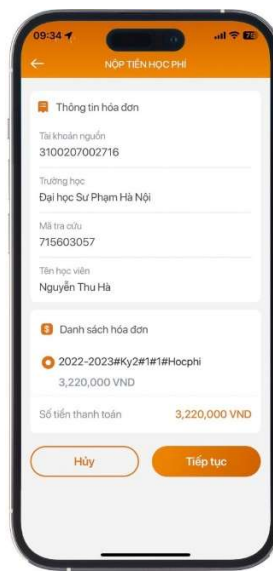 09:34
NỘP TIỀN HỌC PHÍ
Thông tin hóa đơn
Tài khoản nguồn
3100207002716
Trường học
Đại học Sư Phạm Hà Nội
Mã tra cứu
715603057
Tên học viên
Nguyễn Thu Hà
Danh sách hóa đơn
2022-2023#Ky2#1#1#Hocphi
3,220,000 VND
Số tiền thanh toán 3,220,000 VND
Hủy Tiếp tục